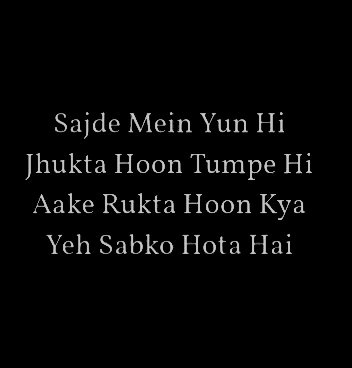 Sajde Mein Yun Hi
Jhukta Hoon Tumpe Hi
Aake Rukta Hoon Kya
Yeh Sabko Hota Hai